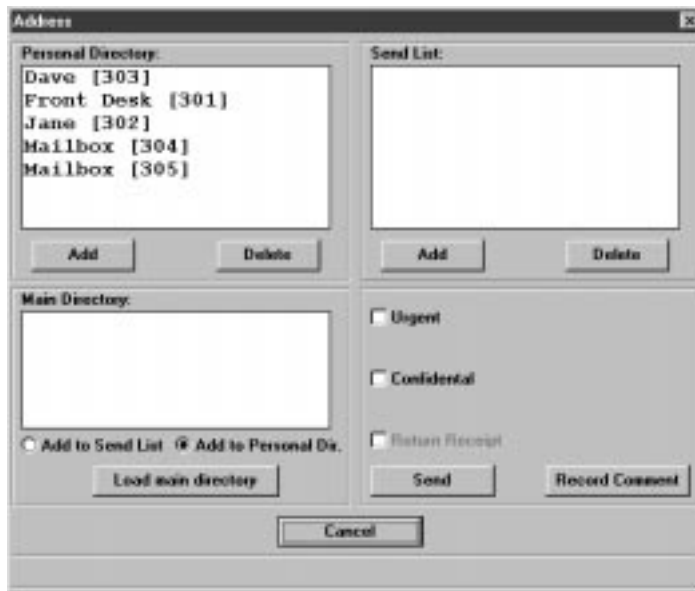 Address
Personal Directory:
Dave [303]
Front Desk [301]
Jane [302]
Mailbox [304]
Mailbox [305]
Add
Delete
Send List:
Add
Delete
Main Directory:
Add to Send List
Add to Personal Dir.
Load main directory
Urgent
Confidental
Return Receipt
Send
Record Comment
Cancel